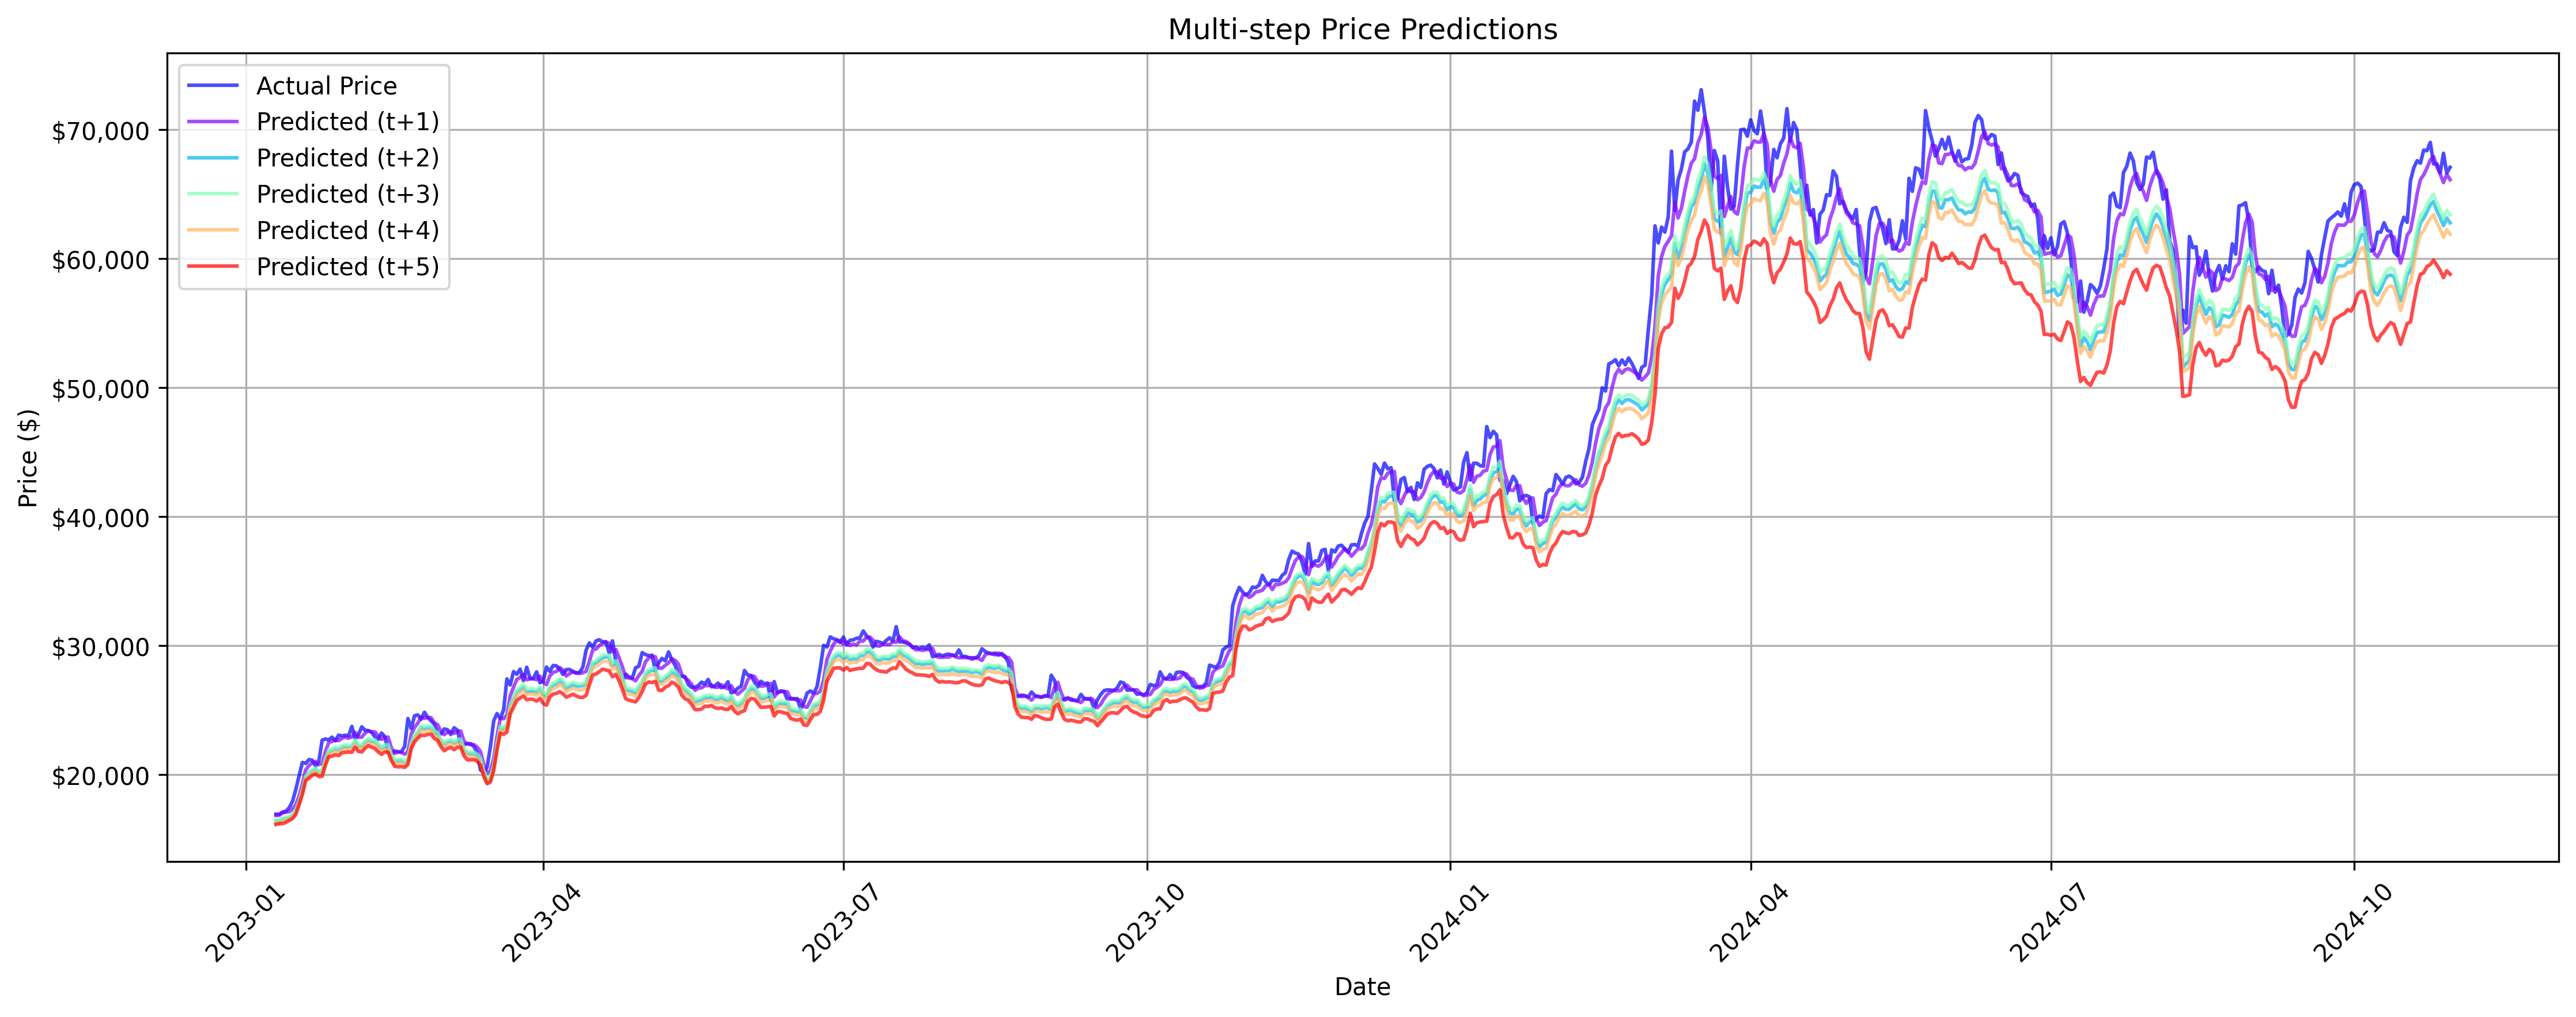 Multi-step Price Predictions
Actual Price
Predicted (t+1)
Predicted (t+2)
Predicted (t+3)
Predicted (t+4)
Predicted (t+5)
$70,000
$60,000
$50,000
$40,000
$30,000
$20,000
Price ($)
2023-01
2023-04
2023-07
2023-10
2024-01
2024-04
2024-07
2024-10
Date